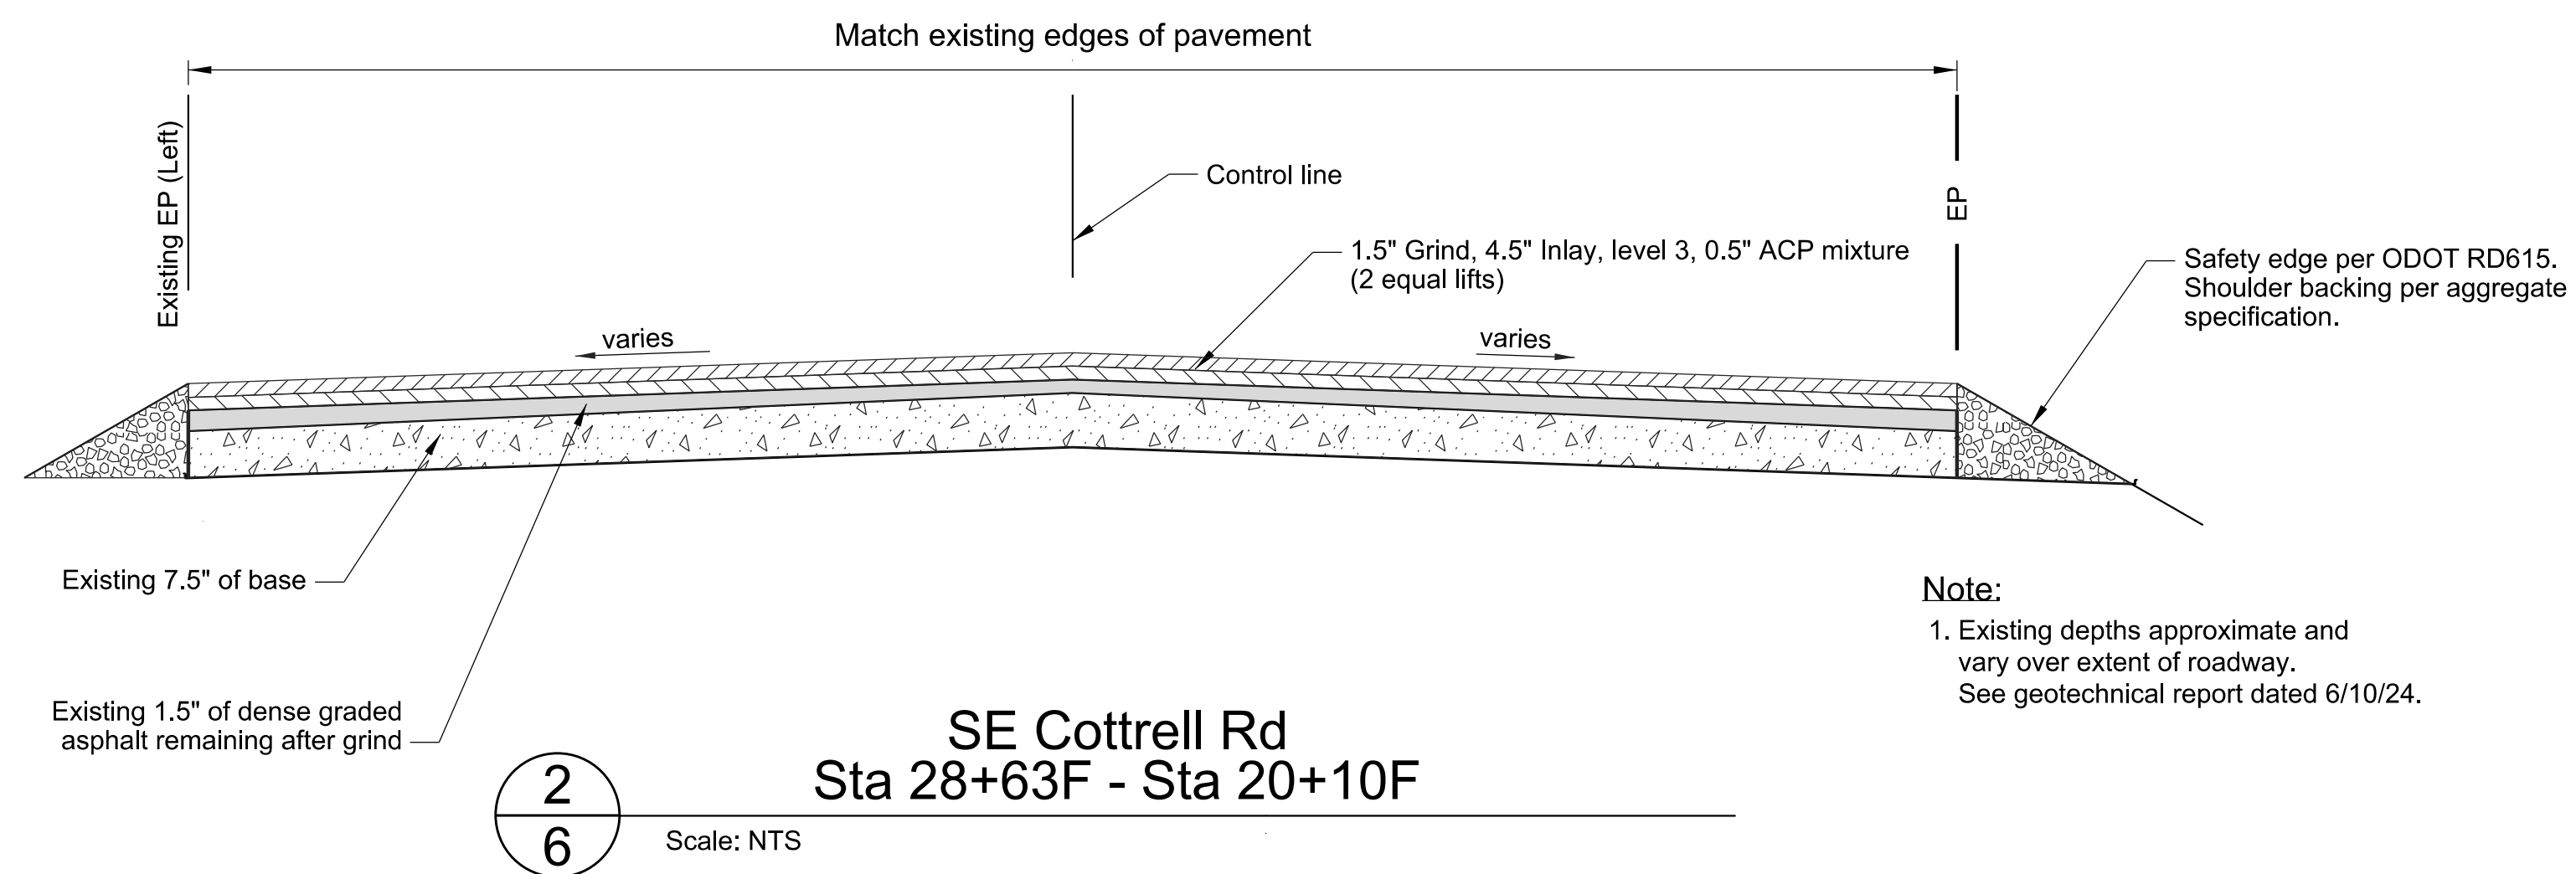 Match existing edges of pavement
Existing EP (Left)
Control line
EP
1.5" Grind, 4.5" Inlay, level 3, 0.5" ACP mixture
(2 equal lifts)
Safety edge per ODOT RD615.
Shoulder backing per aggregate
specification.
varies
varies
Existing 7.5" of base
Note:
1. Existing depths approximate and
vary over extent of roadway.
See geotechnical report dated 6/10/24.
Existing 1.5" of dense graded
asphalt remaining after grind
SE Cottrell Rd
Sta 28+63F - Sta 20+10F
2
6
Scale: NTS